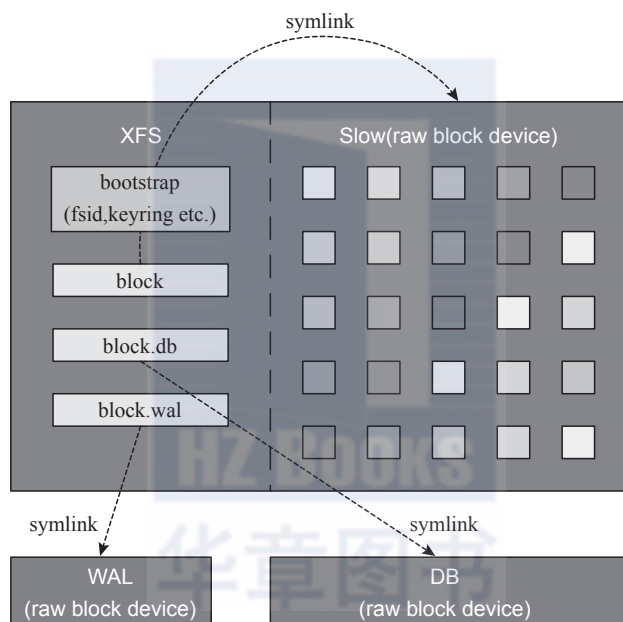 symlink
XFS
Slow(raw block device)
bootstrap
(fsid,keyring etc.)
block
block.db
block.wal
HZ BOOKS
symlink
symlink
华章图书
WAL
(raw block device)
DB
(raw block device)